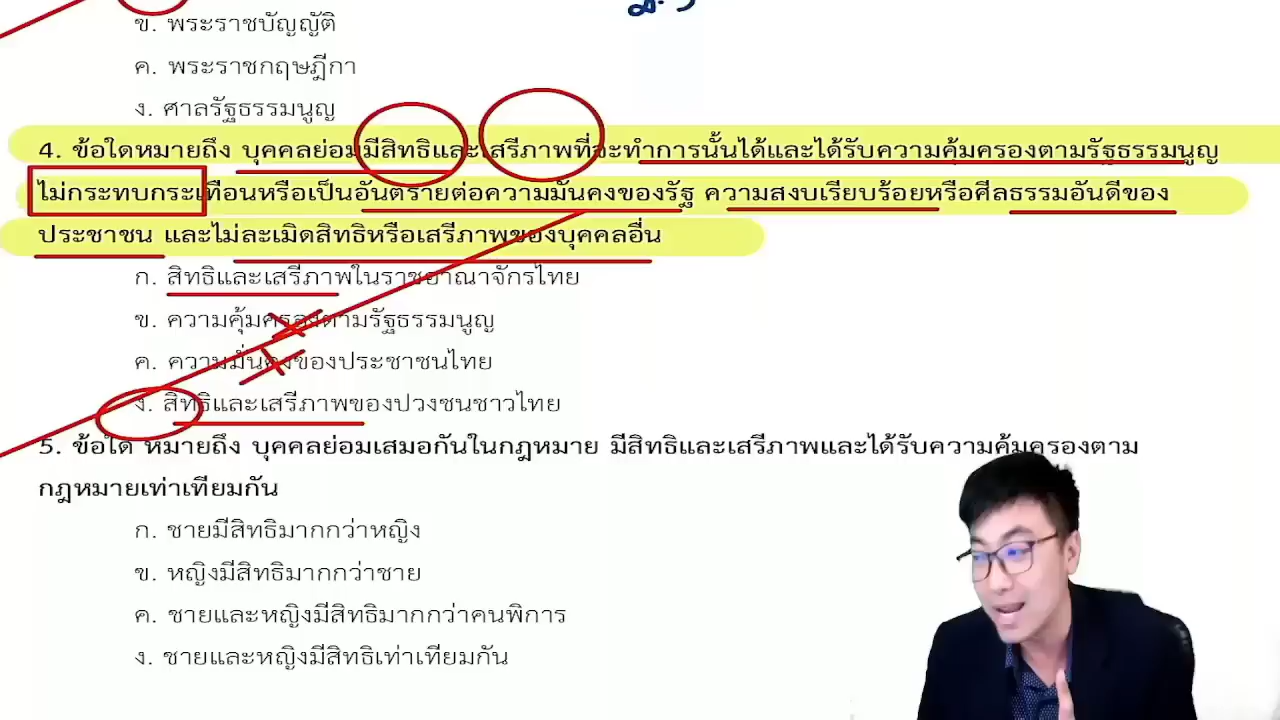 ข. พระราชบัญญัติ
ค. พระราชกฤษฎีกา
ง. ศาลรัฐธรรมนูญ
4. ข้อใดหมายถึง บุคคลย่อมมีสิทธิและเสรีภาพที่จะทำการนั้นได้และได้รับความคุ้มครองตามรัฐธรรมนูญ
ไม่กระทบกระเทือนหรือเป็นอันตรายต่อความมั่นคงของรัฐ ความสงบเรียบร้อยหรือศีลธรรมอันดีของ
ประชาชน และไม่ละเมิดสิทธิหรือเสรีภาพของบุคคลอื่น
ก. สิทธิและเสรีภาพในราชอาณาจักรไทย
ข. ความคุ้มครองตามรัฐธรรมนูญ
ค. ความมั่นคงของประชาชนไทย
ง. สิทธิและเสรีภาพของปวงชนชาวไทย
5. ข้อใด หมายถึง บุคคลย่อมเสมอกันในกฎหมาย มีสิทธิและเสรีภาพและได้รับความคุ้มครองตาม
กฎหมายเท่าเทียมกัน
ก. ชายมีสิทธิมากกว่าหญิง
ข. หญิงมีสิทธิมากกว่าชาย
ค. ชายและหญิงมีสิทธิมากกว่าคนพิการ
ง. ชายและหญิงมีสิทธิเท่าเทียมกัน